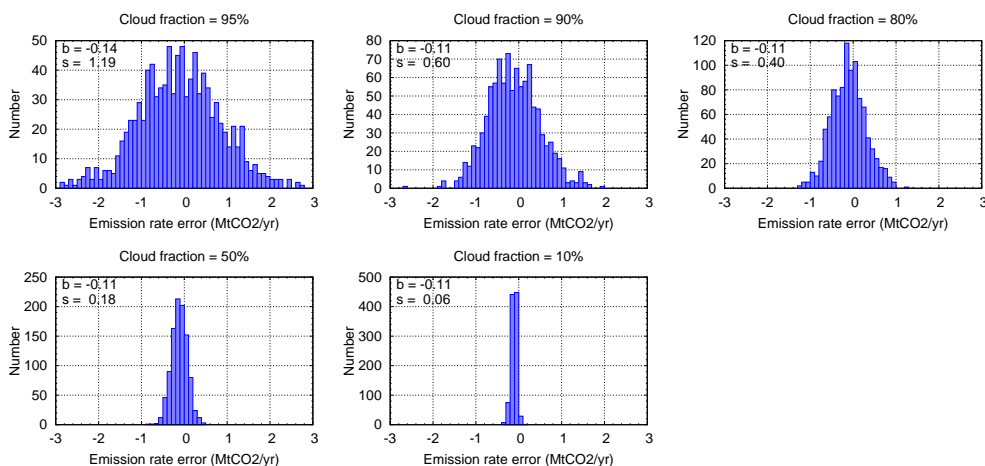 Cloud fraction = 95%
b = -0.14
s = 1.19
Number
50
40
30
20
10
0
-3 -2 -1 0 1 2 3
Emission rate error (MtCO2/yr)
Cloud fraction = 90%
b = -0.11
s = 0.60
Number
80
70
60
50
40
30
20
10
0
-3 -2 -1 0 1 2 3
Emission rate error (MtCO2/yr)
Cloud fraction = 80%
b = -0.11
s = 0.40
Number
120
100
80
60
40
20
0
-3 -2 -1 0 1 2 3
Emission rate error (MtCO2/yr)
Cloud fraction = 50%
b = -0.11
s = 0.18
Number
250
200
150
100
50
0
-3 -2 -1 0 1 2 3
Emission rate error (MtCO2/yr)
Cloud fraction = 10%
b = -0.11
s = 0.06
Number
500
400
300
200
100
0
-3 -2 -1 0 1 2 3
Emission rate error (MtCO2/yr)